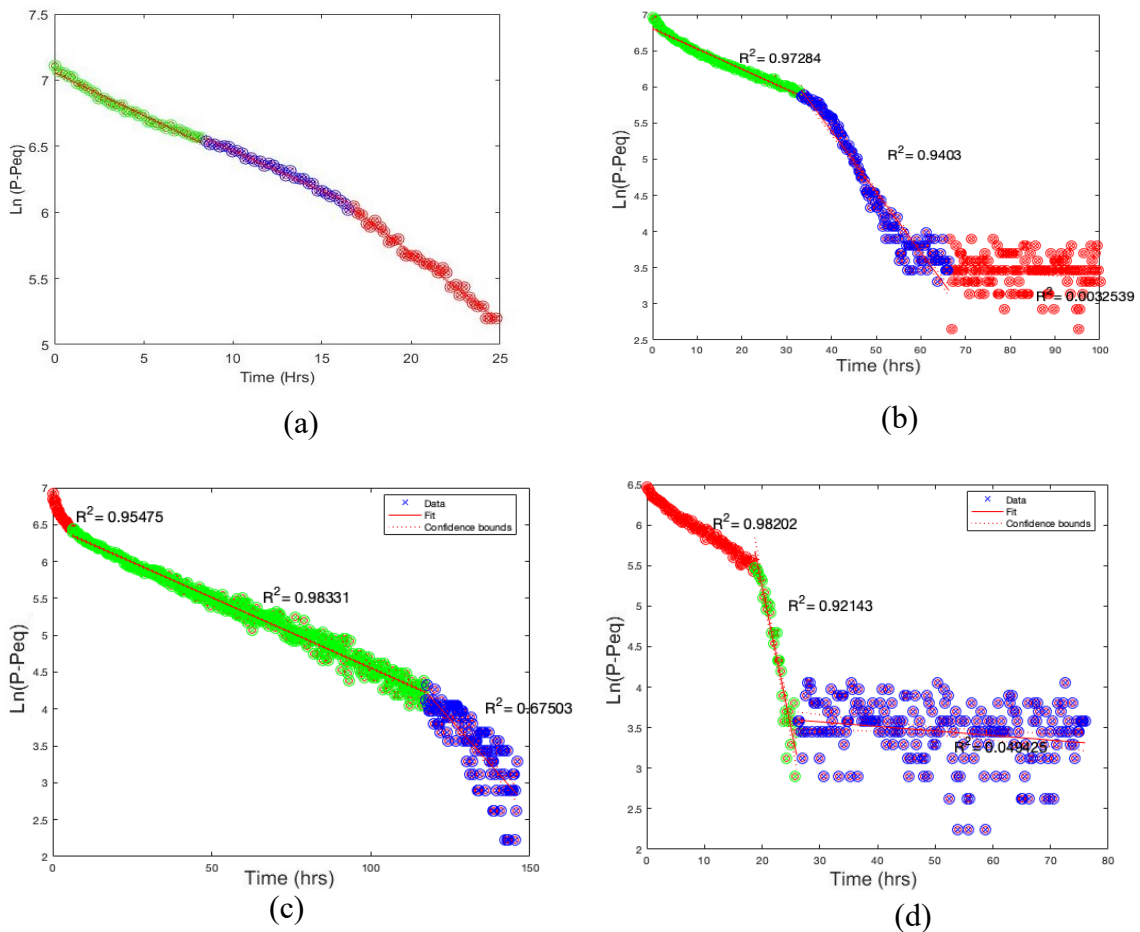 7.5
7
6.5
6
5.5
5
Ln (P-Peq)
0 5 10 15 20 25
Time (Hrs)
(a)
7
6.5
6
5.5
5
4.5
4
3.5
3
2.5
Ln(P-Peq)
R² = 0.97284
R² = 0.9403
R² = 0.0032539
0 10 20 30 40 50 60 70 80 90 100
Time (hrs)
(b)
7
6.5
6
5.5
5
4.5
4
3.5
3
2.5
2
Ln(P-Peq)
Data
Fit
Confidence bounds
R² = 0.95475
R² = 0.98331
R² = 0.67503
0 50 100 150
Time (hrs)
(c)
6.5
6
5.5
5
4.5
4
3.5
3
2.5
2
Ln(P-Peq)
Data
Fit
Confidence bounds
R² = 0.98202
R² = 0.92143
R² = 0.049425
0 10 20 30 40 50 60 70 80
Time (hrs)
(d)